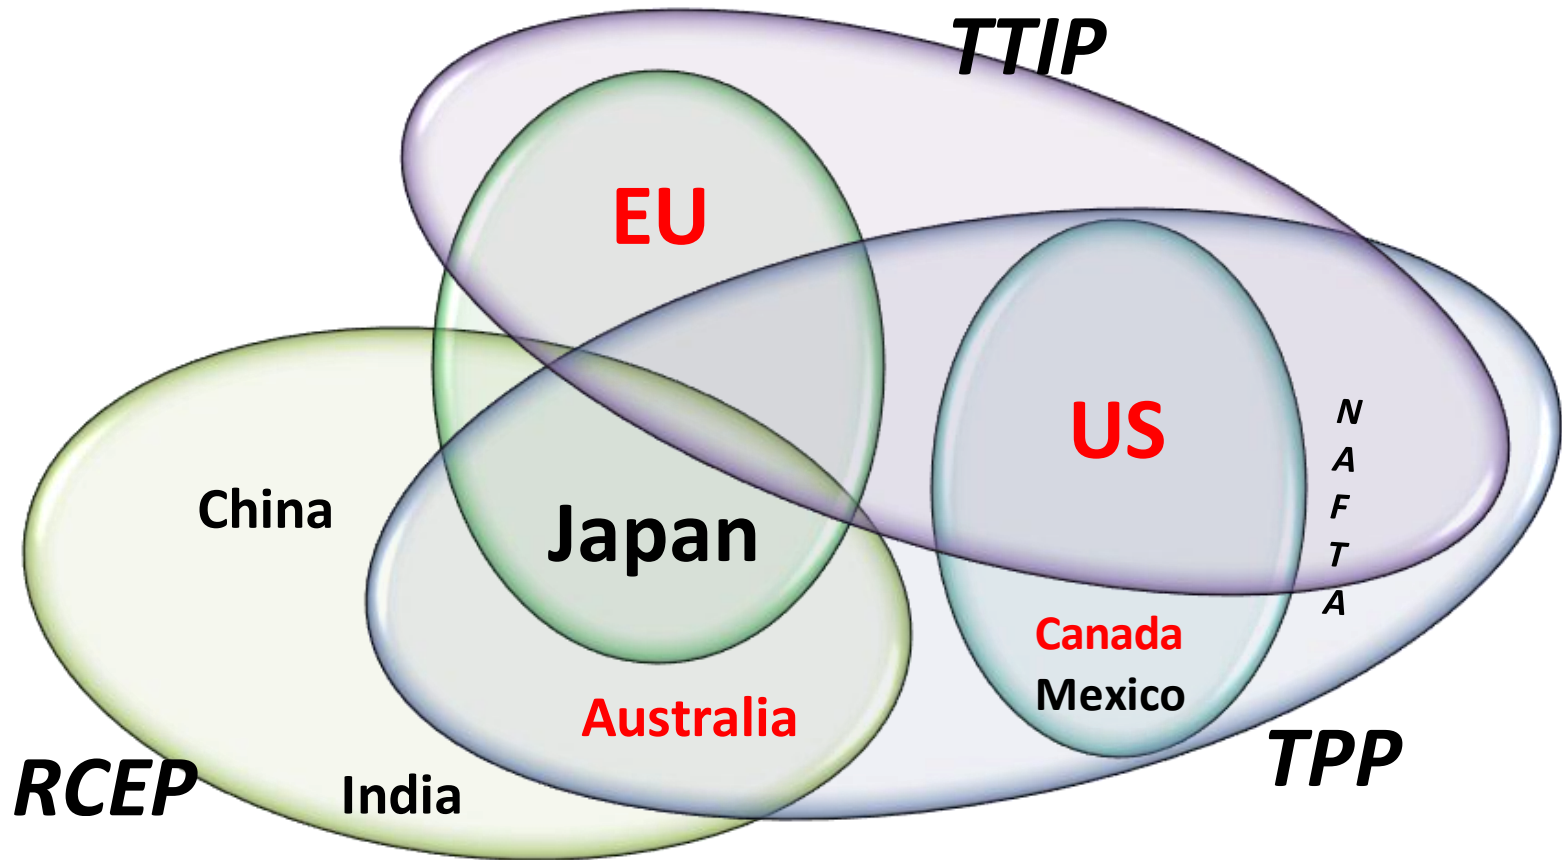 TTIP
EU
US
N
A
F
T
A
China
Japan
Canada
Mexico
Australia
TPP
RCEP
India